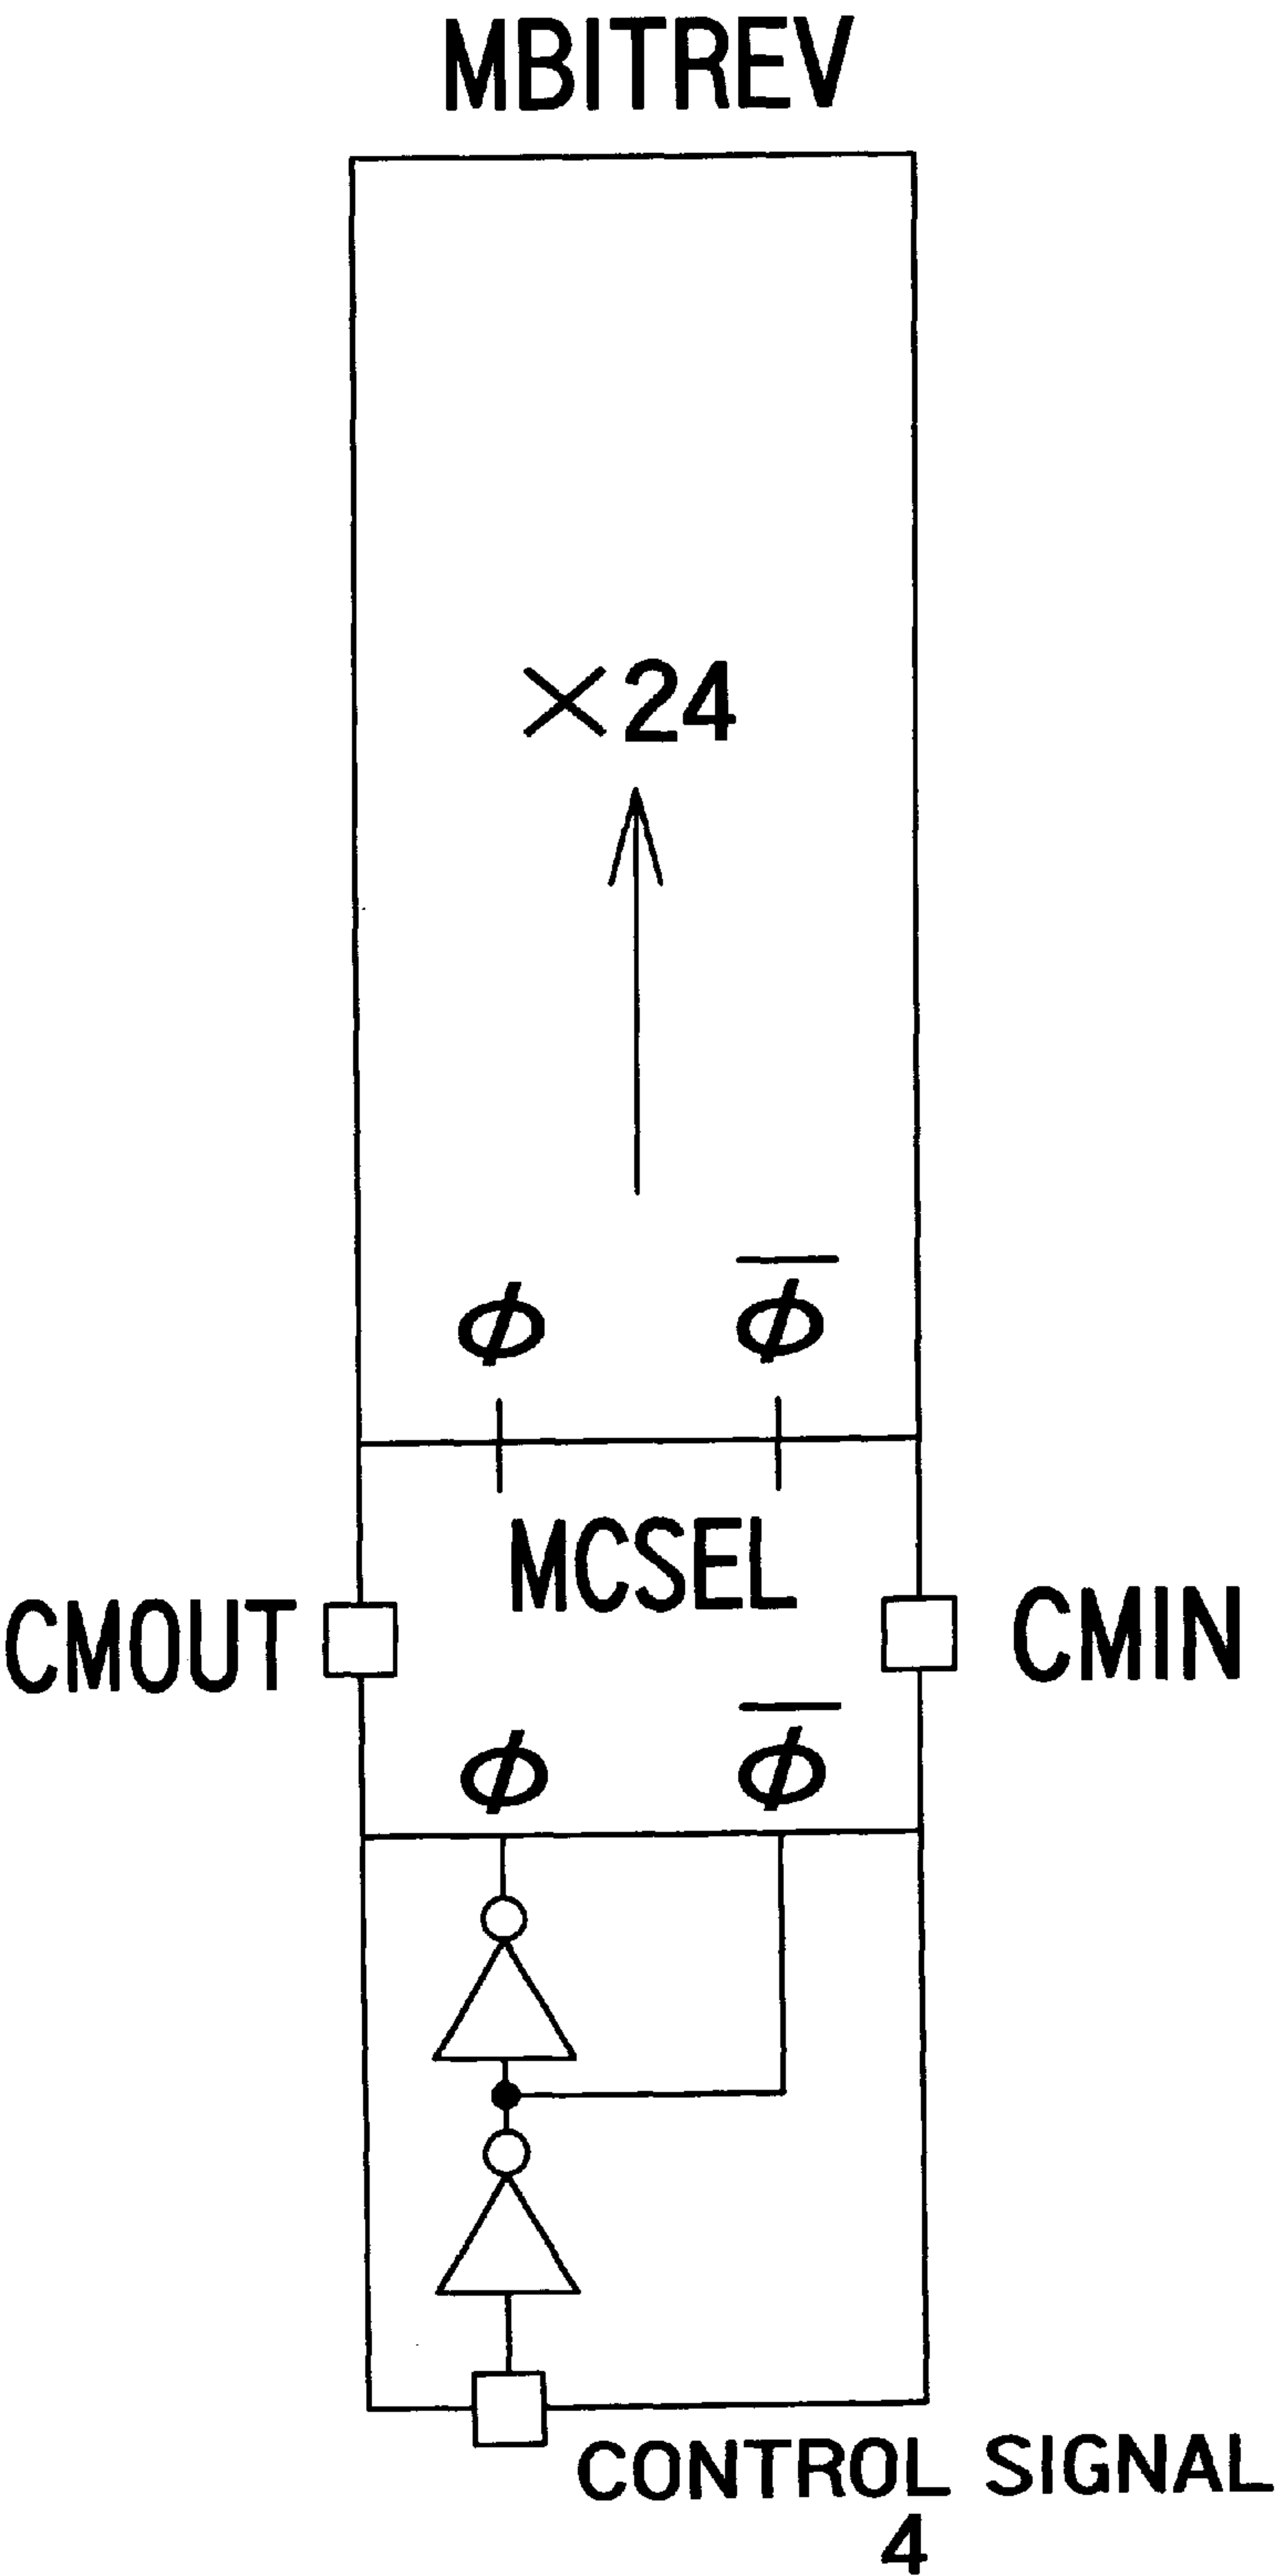 MBITREV
×24
ϕ ϕ̅
MCSEL
CMOUT CMIN
ϕ ϕ̅
CONTROL SIGNAL
4